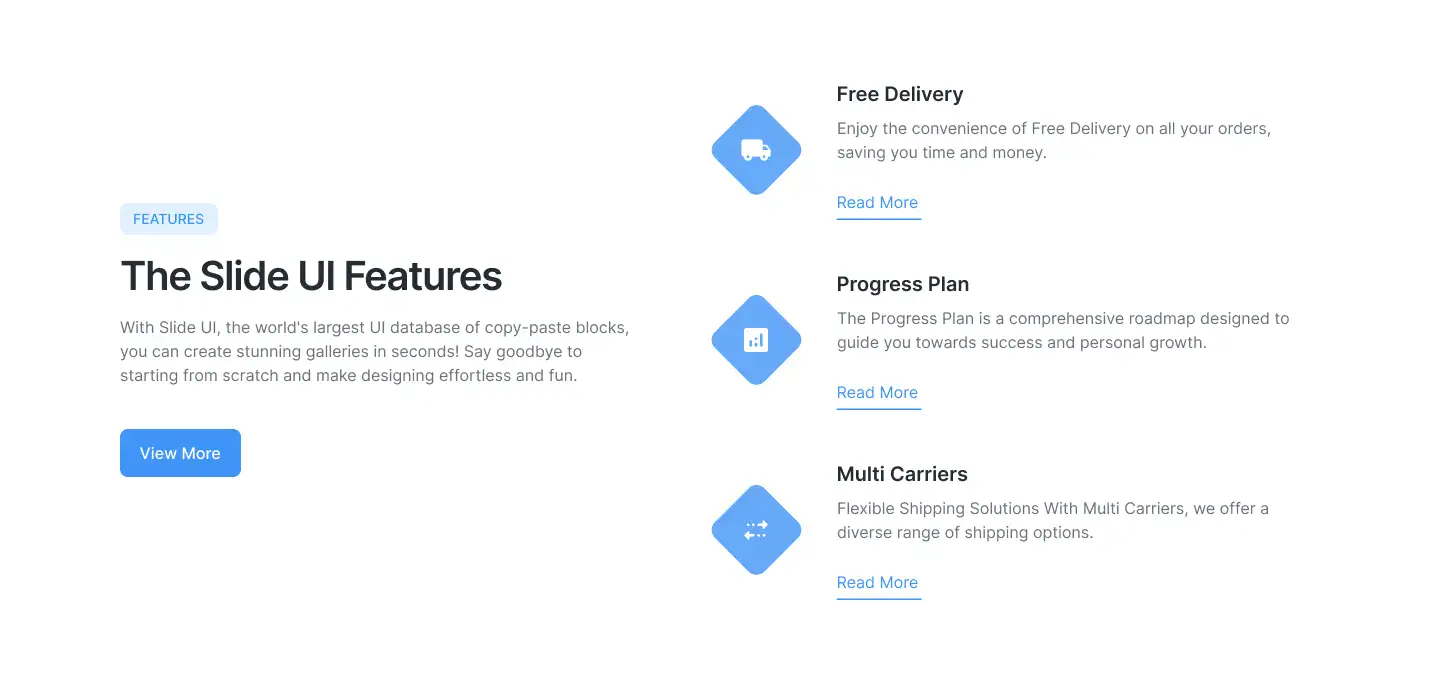 FEATURES
The Slide UI Features
With Slide UI, the world's largest UI database of copy-paste blocks,
you can create stunning galleries in seconds! Say goodbye to
starting from scratch and make designing effortless and fun.
View More
Free Delivery
Enjoy the convenience of Free Delivery on all your orders,
saving you time and money.
Read More
Progress Plan
The Progress Plan is a comprehensive roadmap designed to
guide you towards success and personal growth.
Read More
Multi Carriers
Flexible Shipping Solutions With Multi Carriers, we offer a
diverse range of shipping options.
Read More